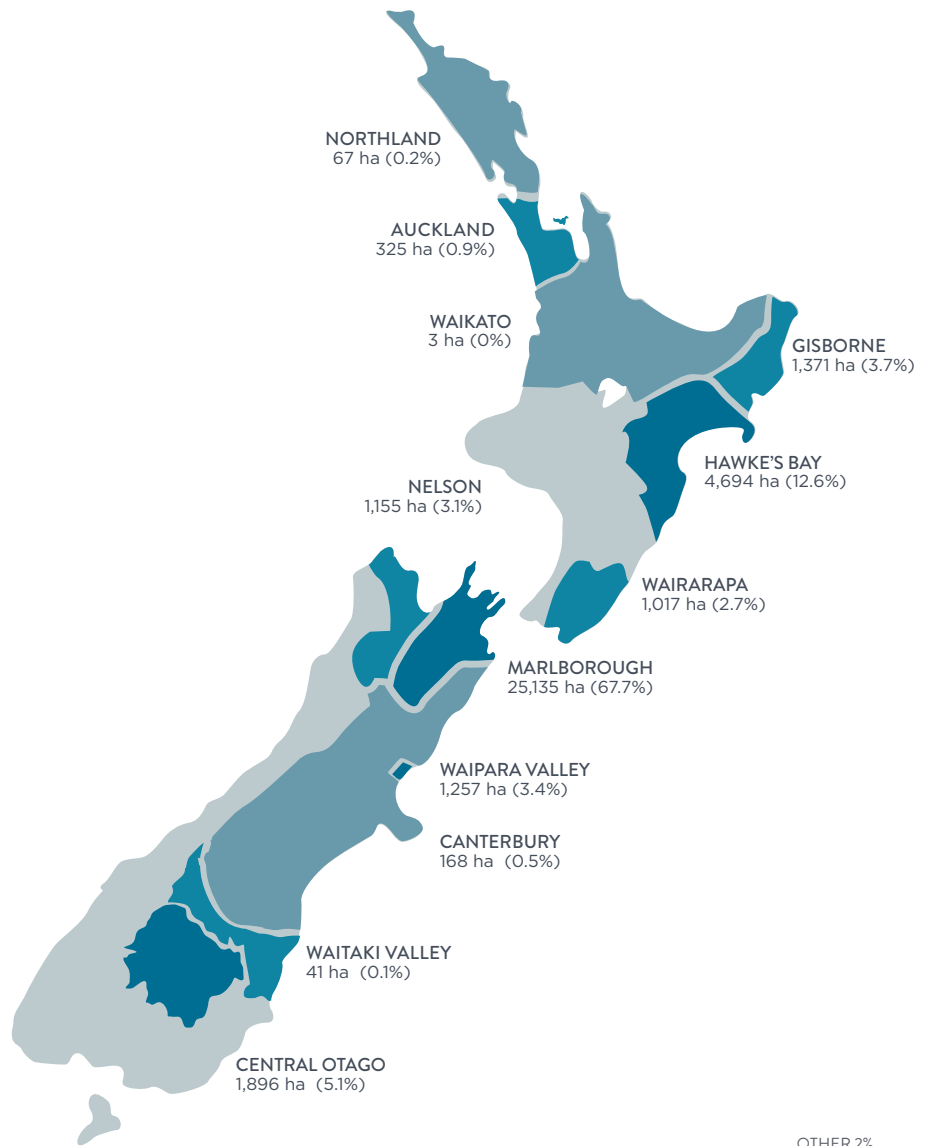 NORTHLAND
67 ha (0.2%)
AUCKLAND
325 ha (0.9%)
WAIKATO
3 ha (0%)
GISBORNE
1,371 ha (3.7%)
HAWKE'S BAY
4,694 ha (12.6%)
NELSON
1,155 ha (3.1%)
WAIRARAPA
1,017 ha (2.7%)
MARLBOROUGH
25,135 ha (67.7%)
WAIPARA VALLEY
1,257 ha (3.4%)
CANTERBURY
168 ha (0.5%)
WAITAKI VALLEY
41 ha (0.1%)
CENTRAL OTAGO
1,896 ha (5.1%)
OTHER 2%